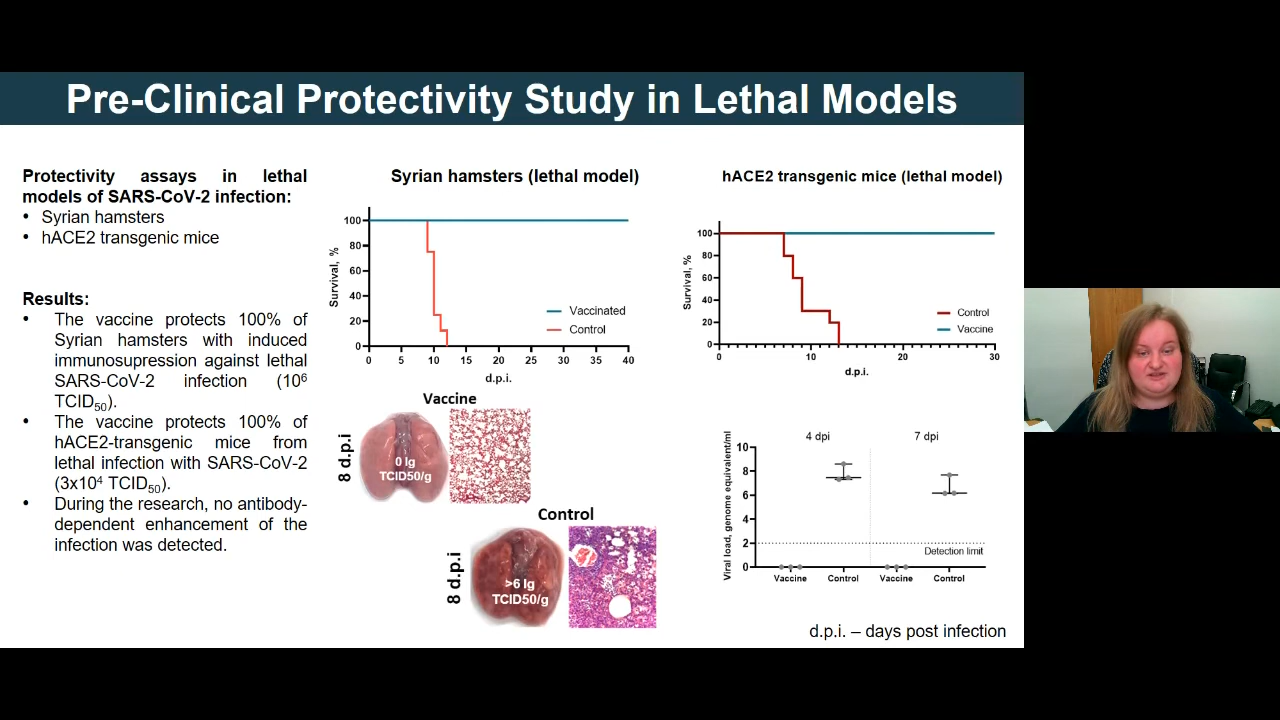 Pre-Clinical Protectivity Study in Lethal Models
Protectivity assays in lethal
models of SARS-CoV-2 infection:
• Syrian hamsters
• hACE2 transgenic mice
Results:
• The vaccine protects 100% of
Syrian hamsters with induced
immunosupression against lethal
SARS-CoV-2 infection (10⁶
TCID₅₀).
• The vaccine protects 100% of
hACE2-transgenic mice from
lethal infection with SARS-CoV-2
(3x10⁴ TCID₅₀).
• During the research, no antibody-
dependent enhancement of the
infection was detected.
Syrian hamsters (lethal model)
Survival, %
100
80
60
40
20
0
0 5 10 15 20 25 30 35 40
d.p.i.
Vaccinated
Control
Vaccine
8 d.p.i
0 lg
TCID50/g
Control
8 d.p.i
>6 lg
TCID50/g
hACE2 transgenic mice (lethal model)
Survival, %
100
80
60
40
20
0
0 10 20 30
d.p.i.
Control
Vaccine
4 dpi 7 dpi
Viral load, genome equivalent/ml
10
8
6
4
2
0
Detection limit
Vaccine Control Vaccine Control
d.p.i. – days post infection